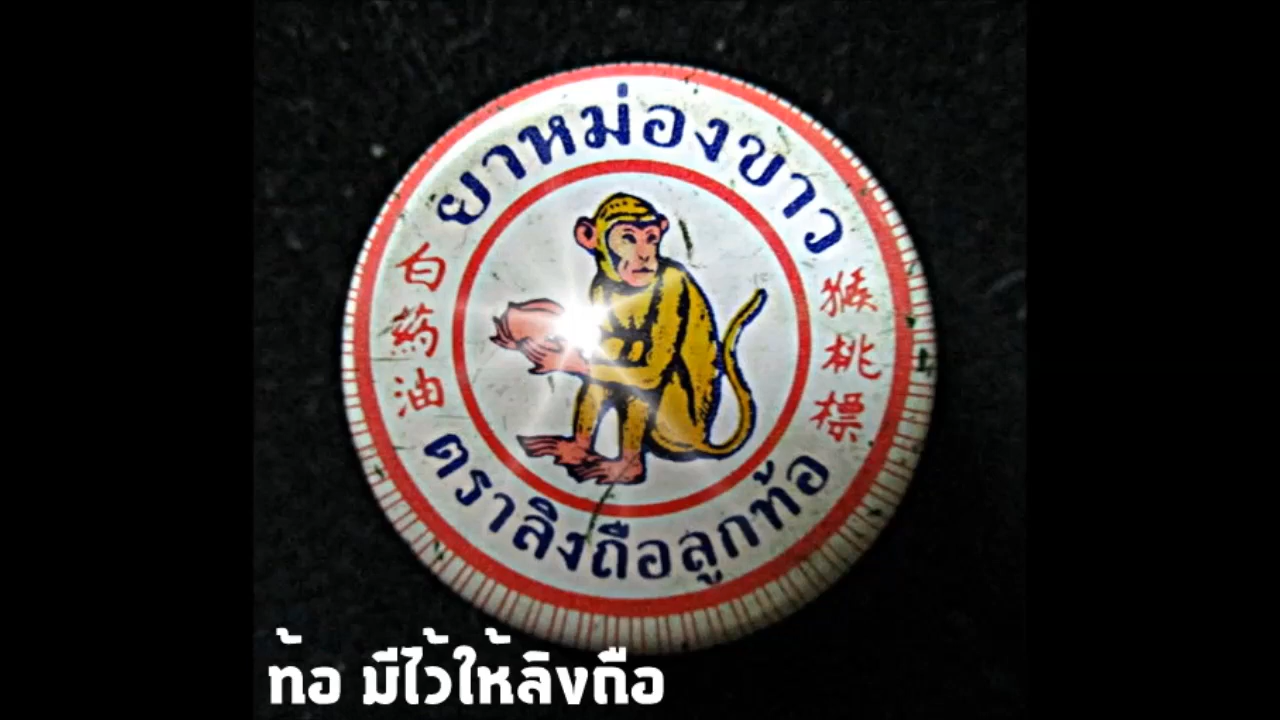 ยาหม่องขาว
白药油
猴桃標
ตราลิงถือลูกท้อ
ท้อ มีไว้ให้ลิงถือ